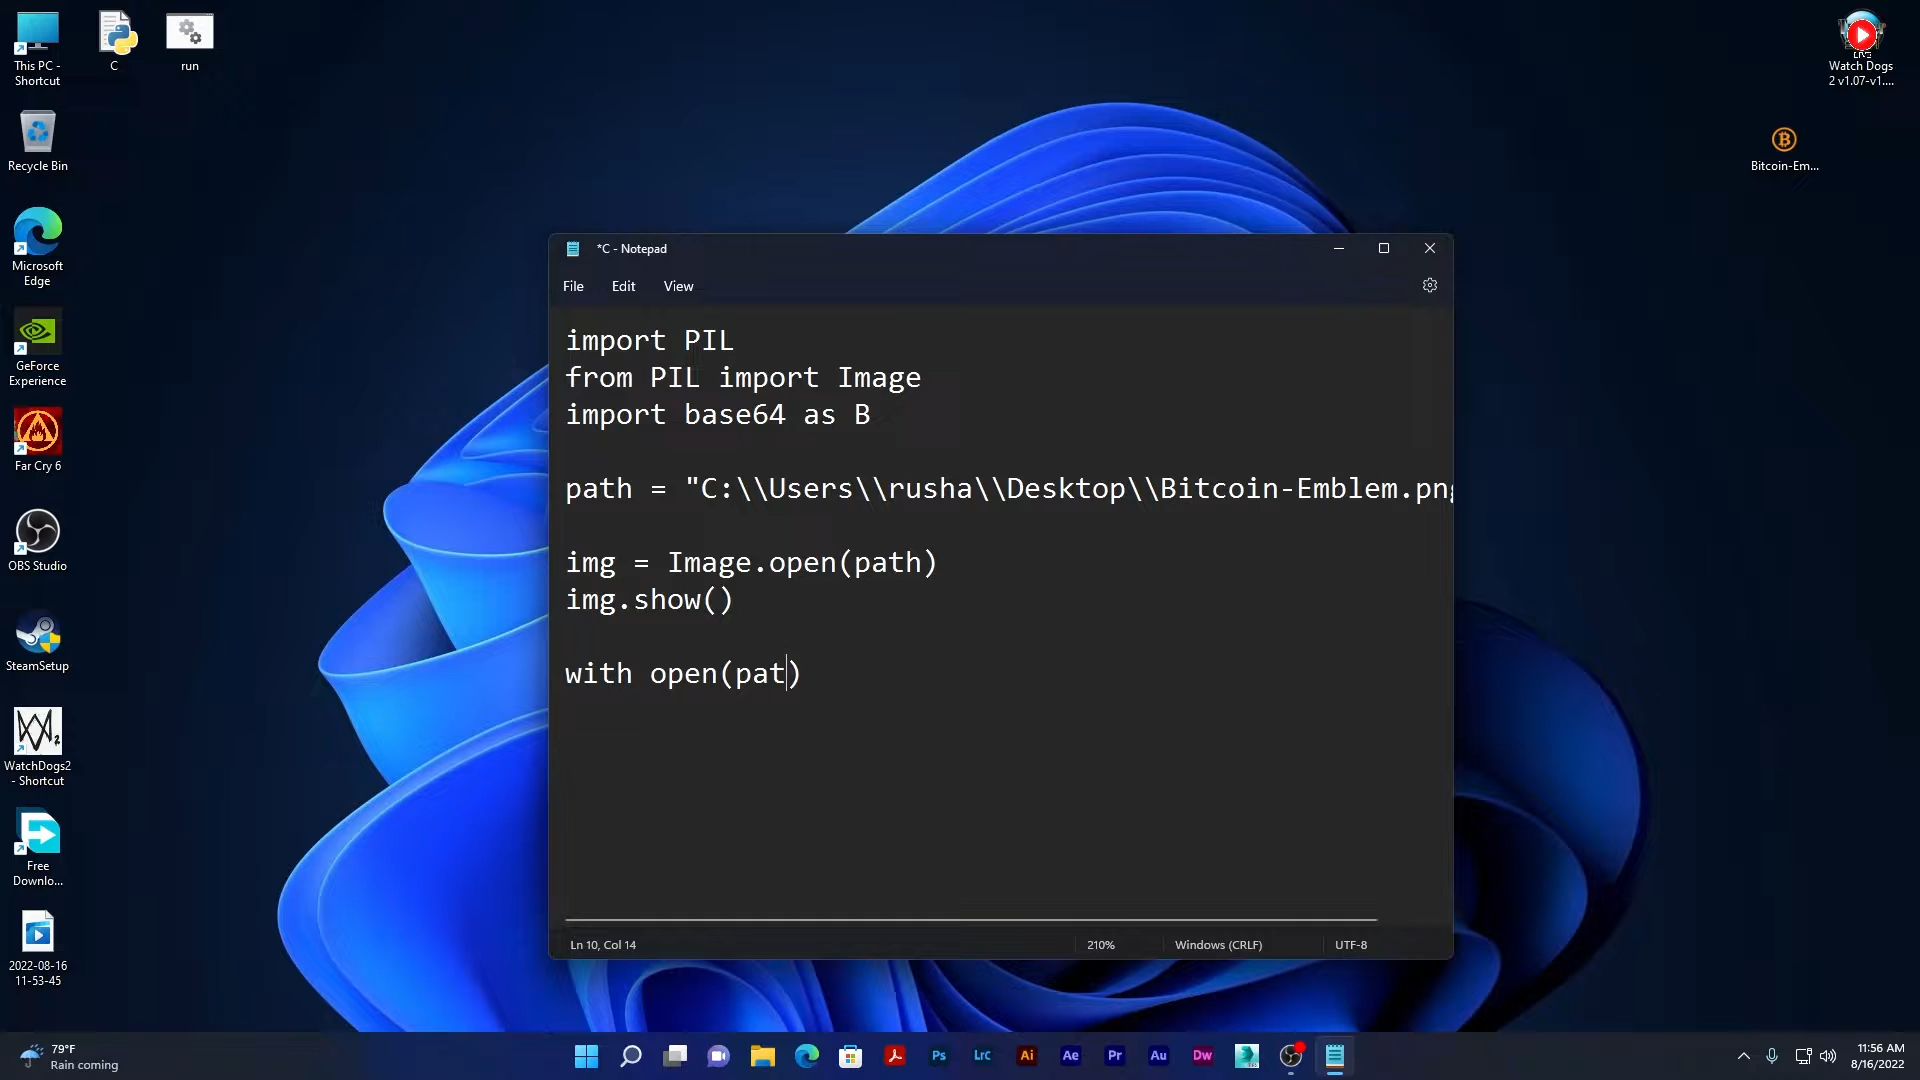 This PC -
Shortcut
C
run
Watch Dogs
2 v1.07-v1....
Recycle Bin
Bitcoin-Em...
Microsoft
Edge
GeForce
Experience
Far Cry 6
OBS Studio
SteamSetup
WatchDogs2
- Shortcut
Free
Downlo...
2022-08-16
11-53-45
*C - Notepad
File Edit View
import PIL
from PIL import Image
import base64 as B
path = "C:\\Users\\rusha\\Desktop\\Bitcoin-Emblem.png
img = Image.open(path)
img.show()
with open(pat)
Ln 10, Col 14 210% Windows (CRLF) UTF-8
79°F
Rain coming
Ps LrC Ai Ae Pr Au Dw
11:56 AM
8/16/2022